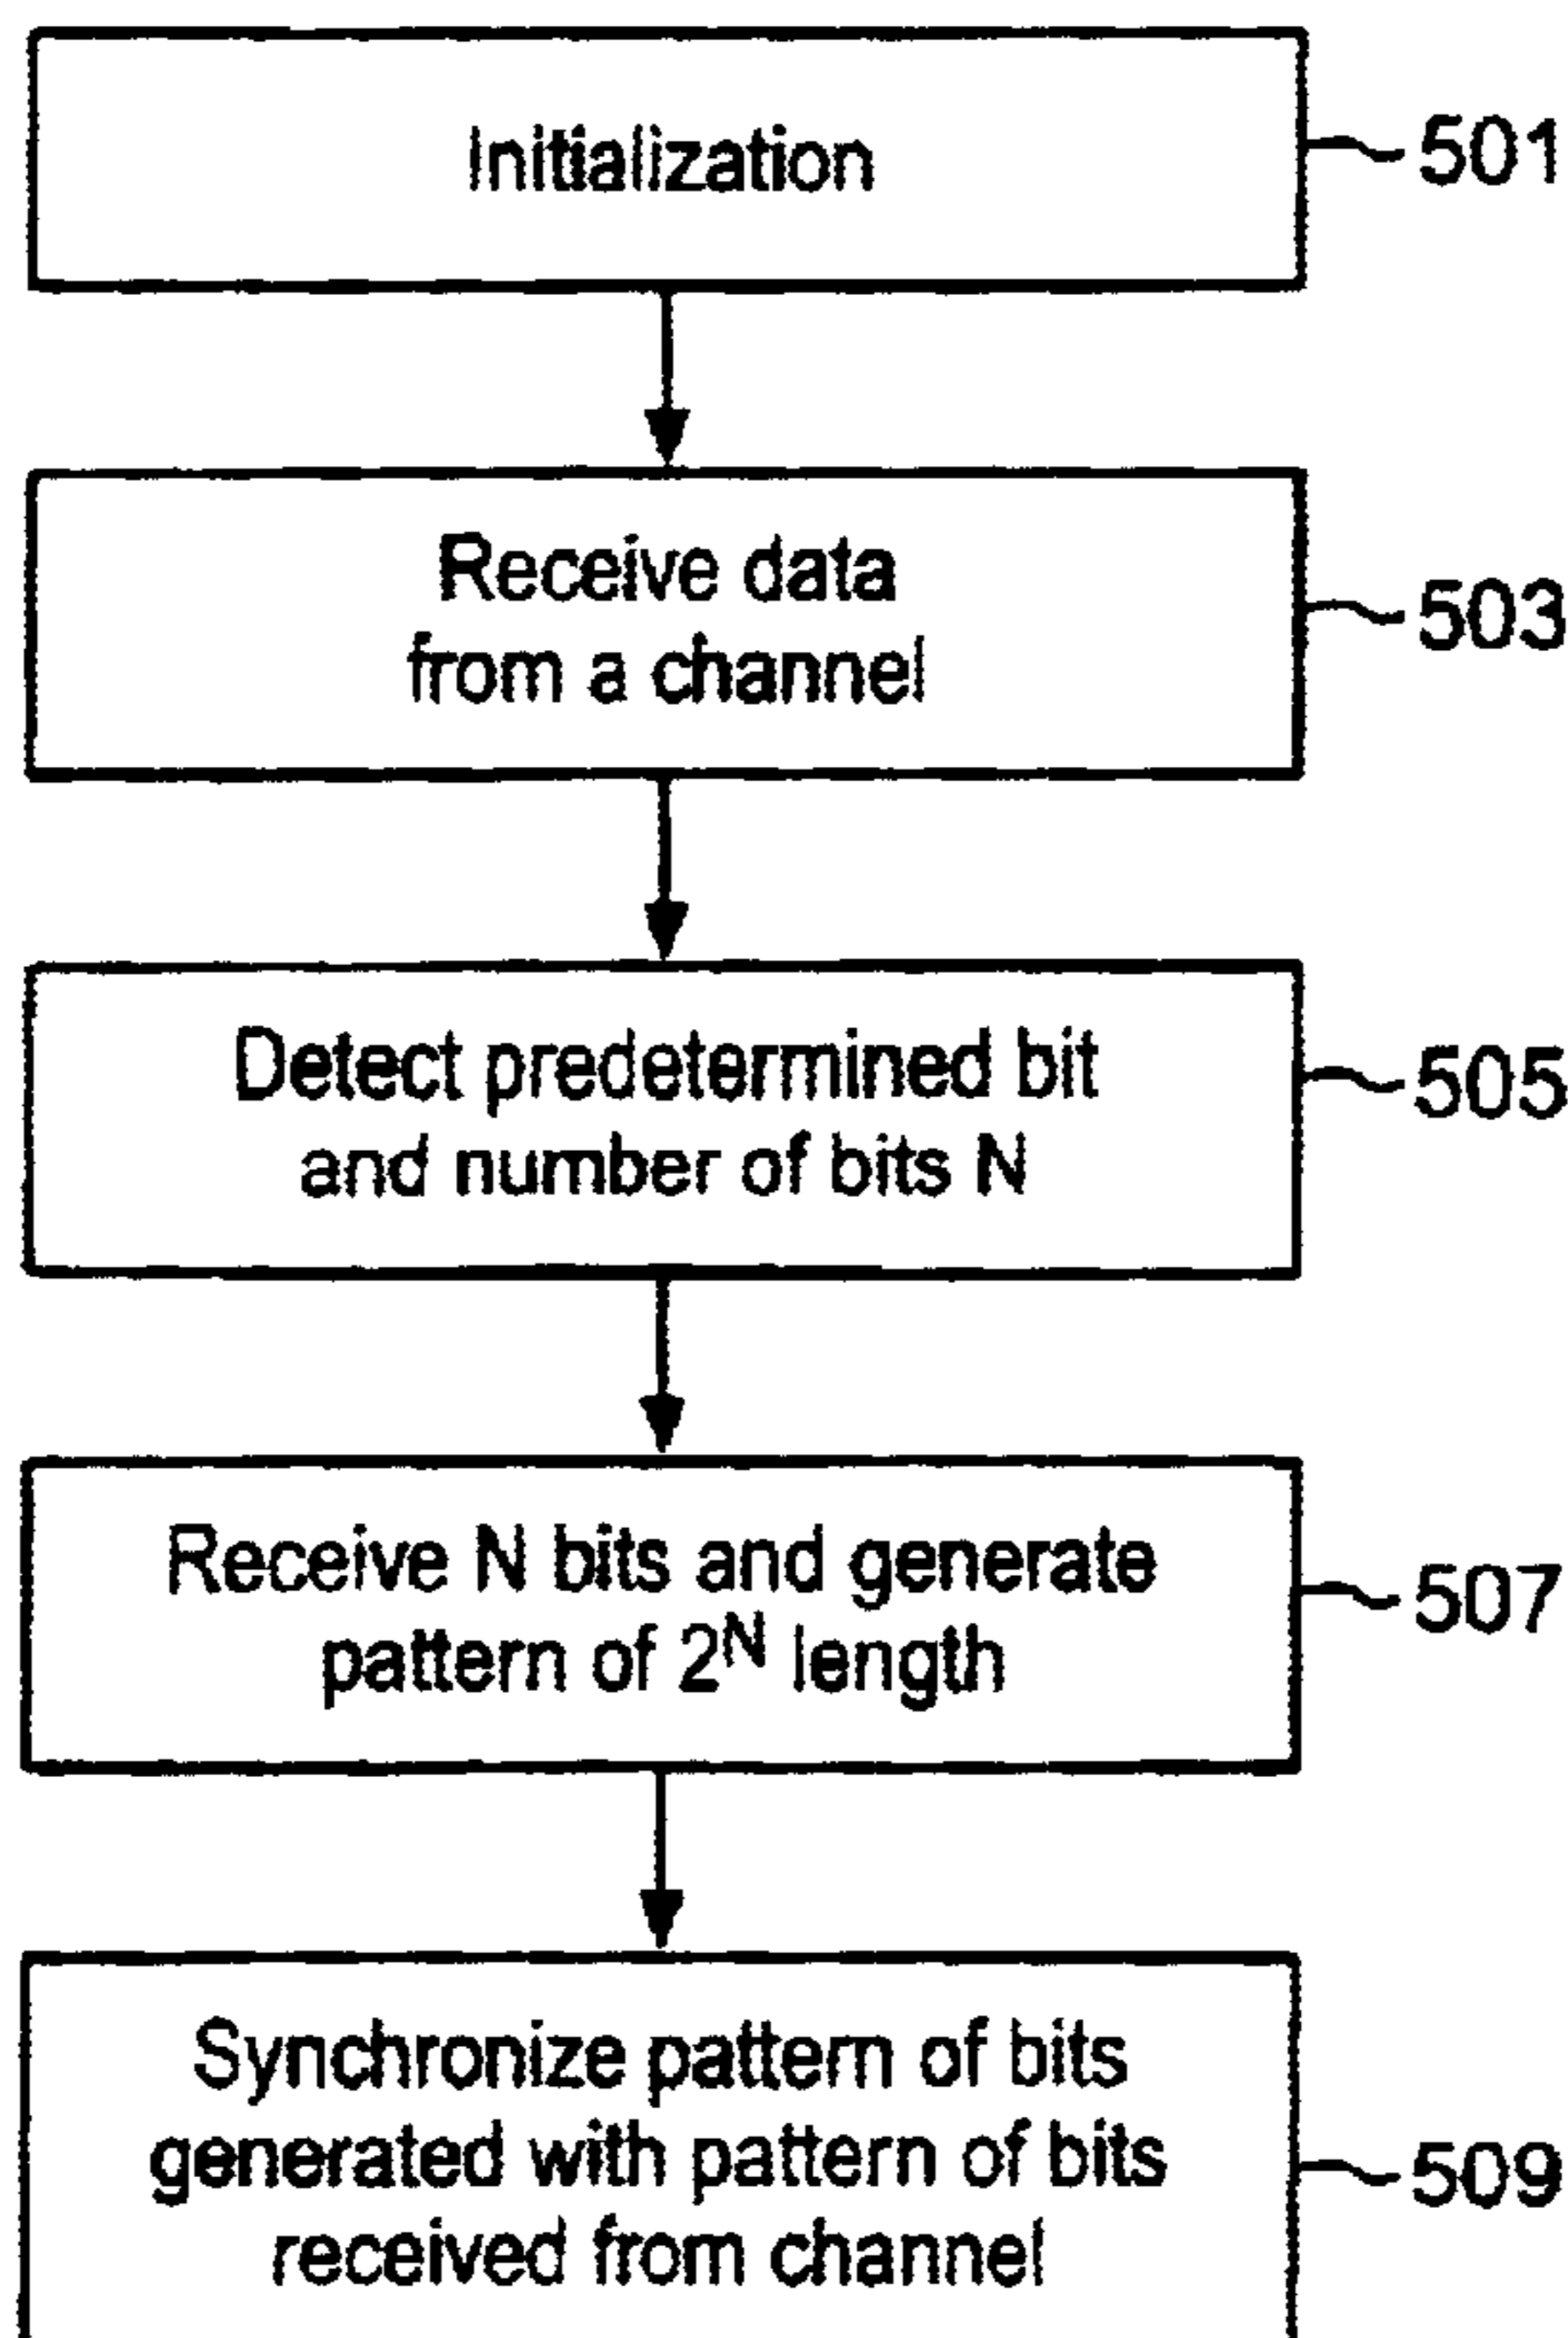 Initialization
501
Receive data
from a channel
503
Detect predetermined bit
and number of bits N
505
Receive N bits and generate
pattern of 2^N length
507
Synchronize pattern of bits
generated with pattern of bits
received from channel
509